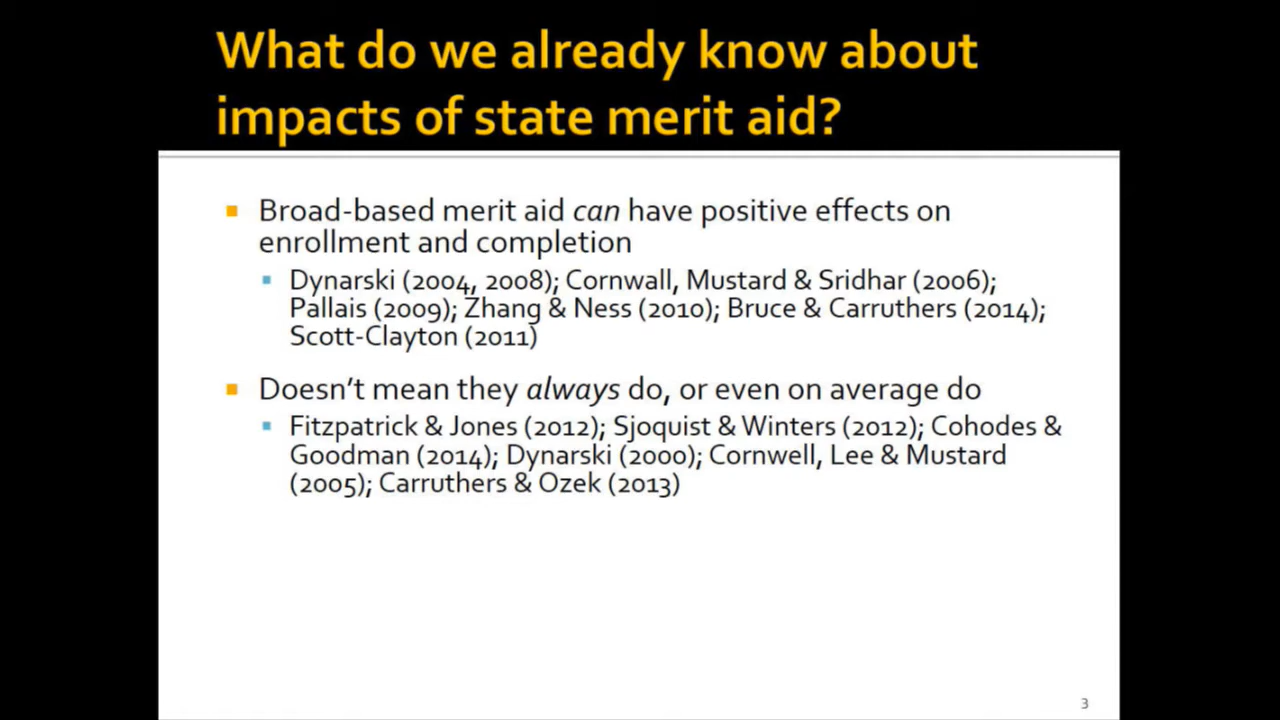 What do we already know about
impacts of state merit aid?
Broad-based merit aid can have positive effects on
enrollment and completion
Dynarski (2004, 2008); Cornwall, Mustard & Sridhar (2006);
Pallais (2009); Zhang & Ness (2010); Bruce & Carruthers (2014);
Scott-Clayton (2011)
Doesn't mean they always do, or even on average do
Fitzpatrick & Jones (2012); Sjoquist & Winters (2012); Cohodes &
Goodman (2014); Dynarski (2000); Cornwell, Lee & Mustard
(2005); Carruthers & Ozek (2013)
3